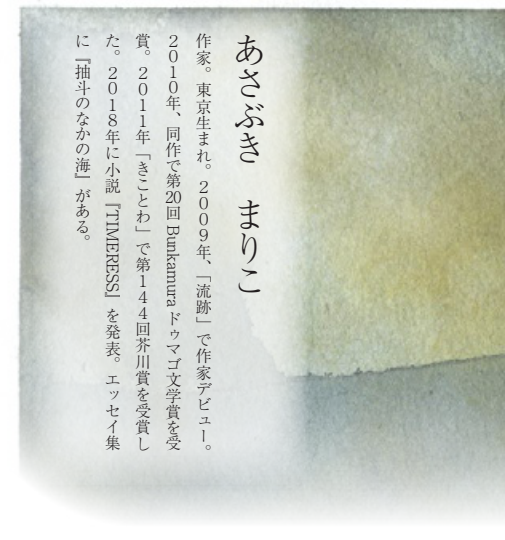 あさぶき　まりこ
作家。東京生まれ。2009年、「流跡」で作家デビュー。
2010年、同作で第20回 Bunkamura ドゥマゴ文学賞を受
賞。2011年「きことわ」で第144回芥川賞を受賞し
た。2018年に小説『TIMERESS』を発表。エッセイ集
に『抽斗のなかの海』がある。